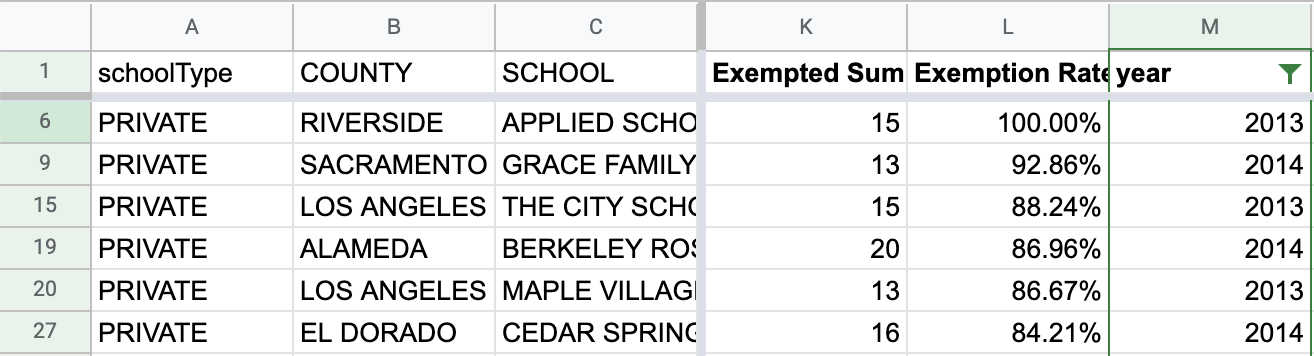 A B C K L M
1 schoolType COUNTY SCHOOL Exempted Sum Exemption Rate year
6 PRIVATE RIVERSIDE APPLIED SCHO 15 100.00% 2013
9 PRIVATE SACRAMENTO GRACE FAMILY 13 92.86% 2014
15 PRIVATE LOS ANGELES THE CITY SCHO 15 88.24% 2013
19 PRIVATE ALAMEDA BERKELEY ROS 20 86.96% 2014
20 PRIVATE LOS ANGELES MAPLE VILLAG 13 86.67% 2013
27 PRIVATE EL DORADO CEDAR SPRING 16 84.21% 2014